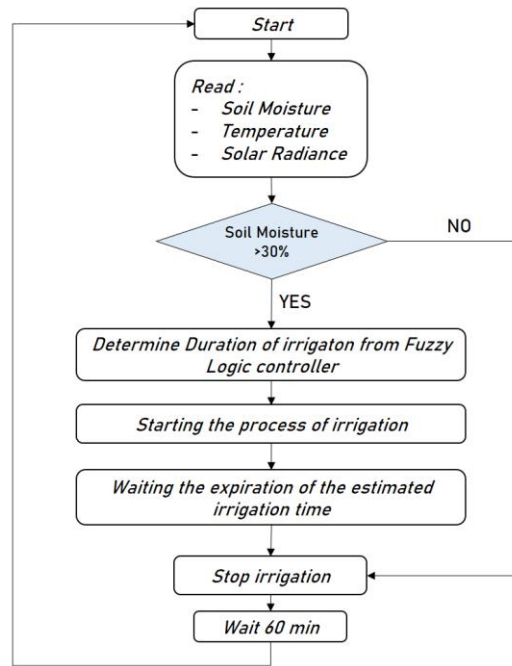 Start
Read :
- Soil Moisture
- Temperature
- Solar Radiance
Soil Moisture
>30%
NO
YES
Determine Duration of irrigaton from Fuzzy
Logic controller
Starting the process of irrigation
Waiting the expiration of the estimated
irrigation time
Stop irrigation
Wait 60 min